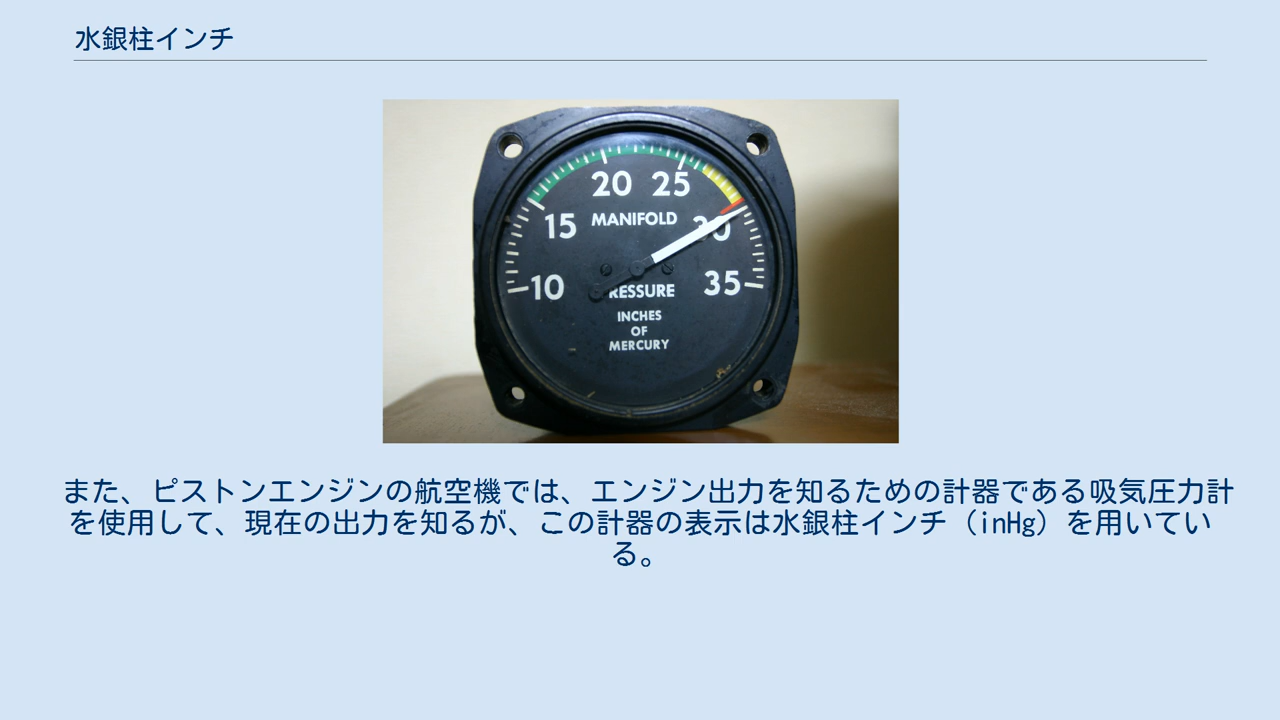 水銀柱インチ
20 25
15 MANIFOLD 30
10 PRESSURE 35
INCHES
OF
MERCURY
また、ピストンエンジンの航空機では、エンジン出力を知るための計器である吸気圧力計
を使用して、現在の出力を知るが、この計器の表示は水銀柱インチ（inHg）を用いてい
る。